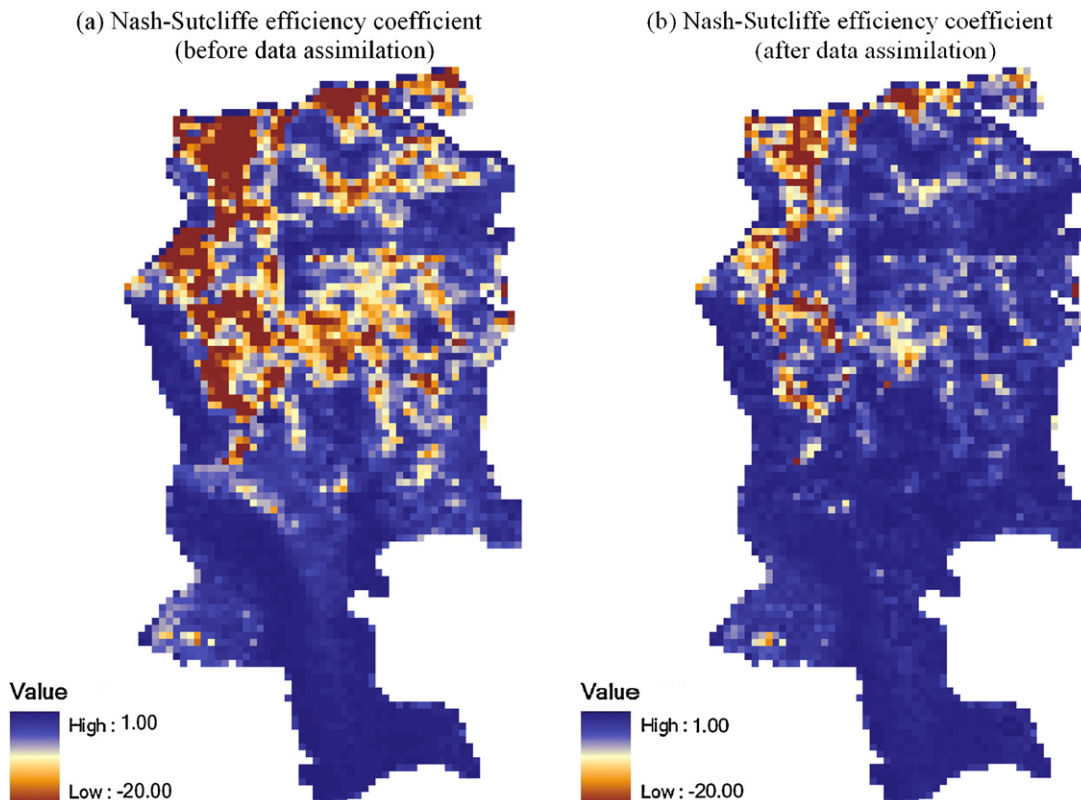 (a) Nash-Sutcliffe efficiency coefficient
(before data assimilation)
(b) Nash-Sutcliffe efficiency coefficient
(after data assimilation)
Value
High : 1.00
Low : -20.00
Value
High : 1.00
Low : -20.00